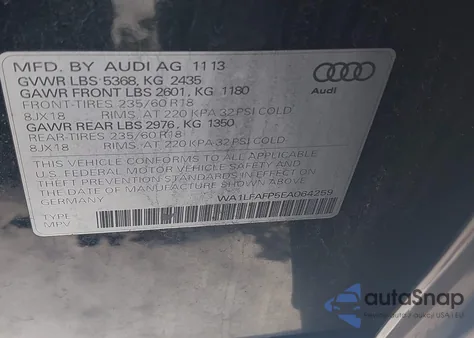 MFD. BY AUDI AG 11 13
GVWR LBS 5368, KG 2435
GAWR FRONT LBS 2601, KG 1180
FRONT-TIRES. 235/60 R18
8JX18 RIMS. AT 220 KPA 32 PSI COLD
GAWR REAR LBS 2976, KG 1350
REAR-TIRES. 235/60 R18
8JX18 RIMS. AT 220 KPA 32 PSI COLD.
THIS VEHICLE CONFORMS TO ALL APPLICABLE
U.S. FEDERAL MOTOR VEHICLE SAFETY AND
THEFT PREVENTION STANDARDS IN EFFECT ON
THE DATE OF MANUFACTURE SHOWN ABOVE.
GERMANY
WA1LFAFP5EA064259
TYPE:
MPV
Audi
autoSnap